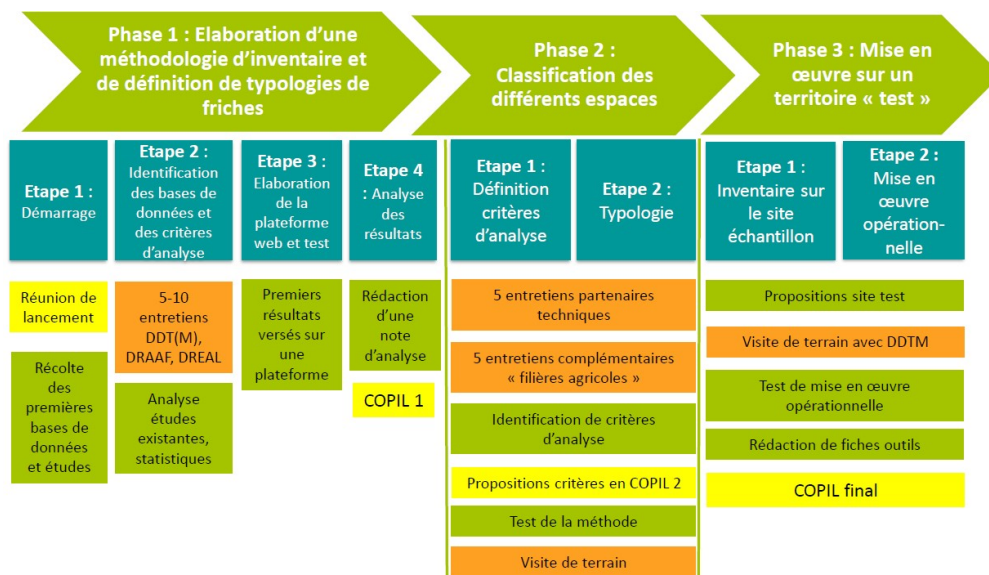 Phase 1 : Elaboration d'une
méthodologie d'inventaire et
de définition de typologies de
friches
Phase 2 :
Classification des
différents espaces
Phase 3 : Mise en
œuvre sur un
territoire « test »
Etape 1 :
Démarrage
Etape 2 :
Identification
des bases de
données et
des critères
d'analyse
Etape 3 :
Elaboration
de la
plateforme
web et test
Etape 4
: Analyse
des
résultats
Etape 1 :
Définition
critères
d'analyse
Etape 2 :
Typologie
Etape 1 :
Inventaire sur
le site
échantillon
Etape 2 :
Mise en
œuvre
opération-
nelle
Réunion de
lancement
Récolte
des
premières
bases de
données
et études
5-10
entretiens
DDT(M),
DRAAF, DREAL
Analyse
études
existantes,
statistiques
Premiers
résultats
versés sur
une
plateforme
Rédaction
d'une
note
d'analyse
COPIL 1
5 entretiens partenaires
techniques
5 entretiens complémentaires
« filières agricoles »
Identification de critères
d'analyse
Propositions critères en COPIL 2
Test de la méthode
Visite de terrain
Propositions site test
Visite de terrain avec DDTM
Test de mise en œuvre
opérationnelle
Rédaction de fiches outils
COPIL final